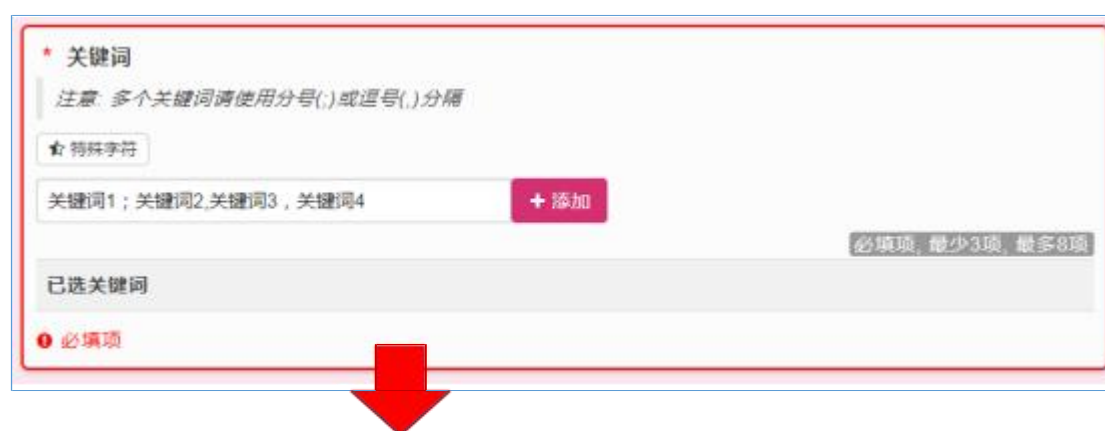 * 关键词
注意: 多个关键词请使用分号(;)或逗号(,)分隔
特殊字符
关键词1；关键词2,关键词3，关键词4
+ 添加
必填项, 最少3项, 最多8项
已选关键词
必填项